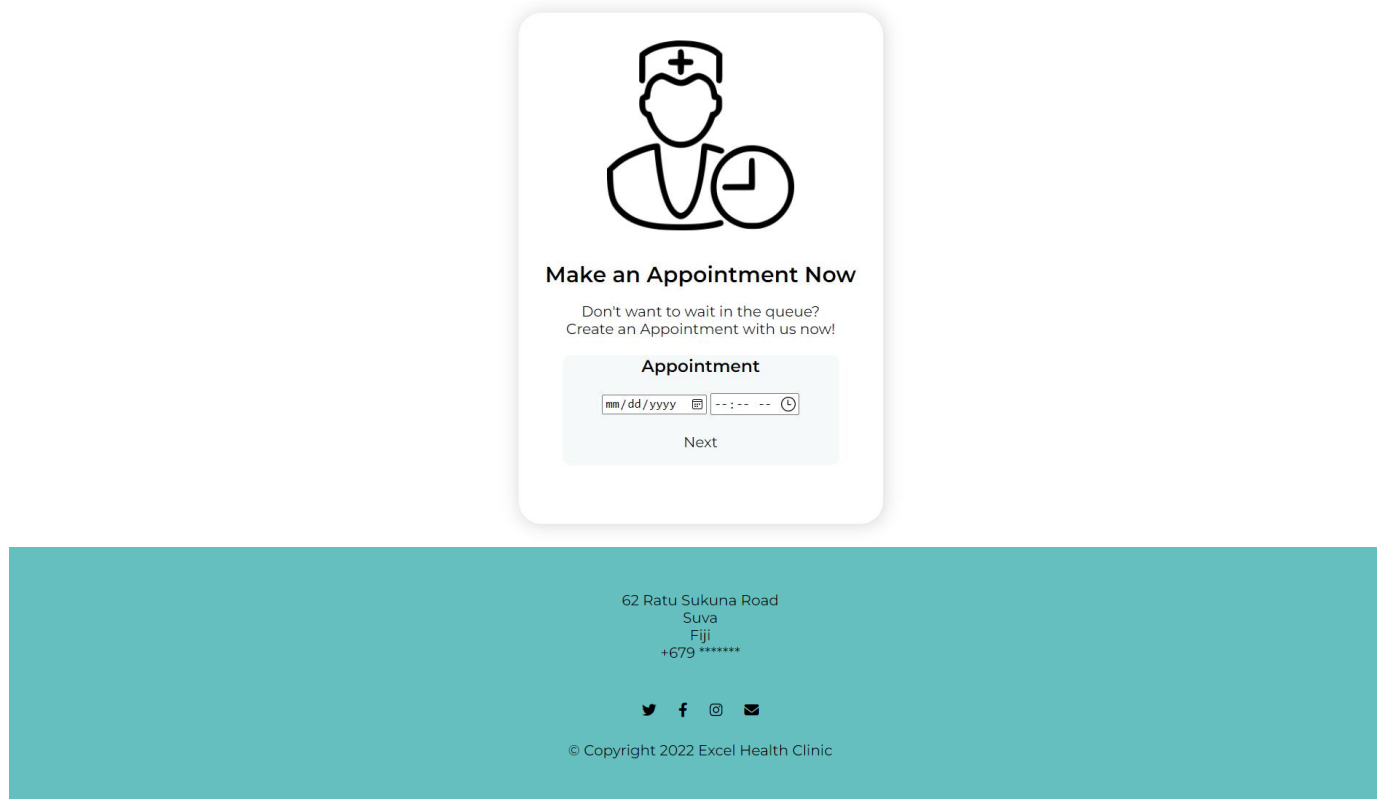 Make an Appointment Now
Don't want to wait in the queue?
Create an Appointment with us now!
Appointment
mm/dd/yyyy --:-- --
Next
62 Ratu Sukuna Road
Suva
Fiji
+679 *******
© Copyright 2022 Excel Health Clinic